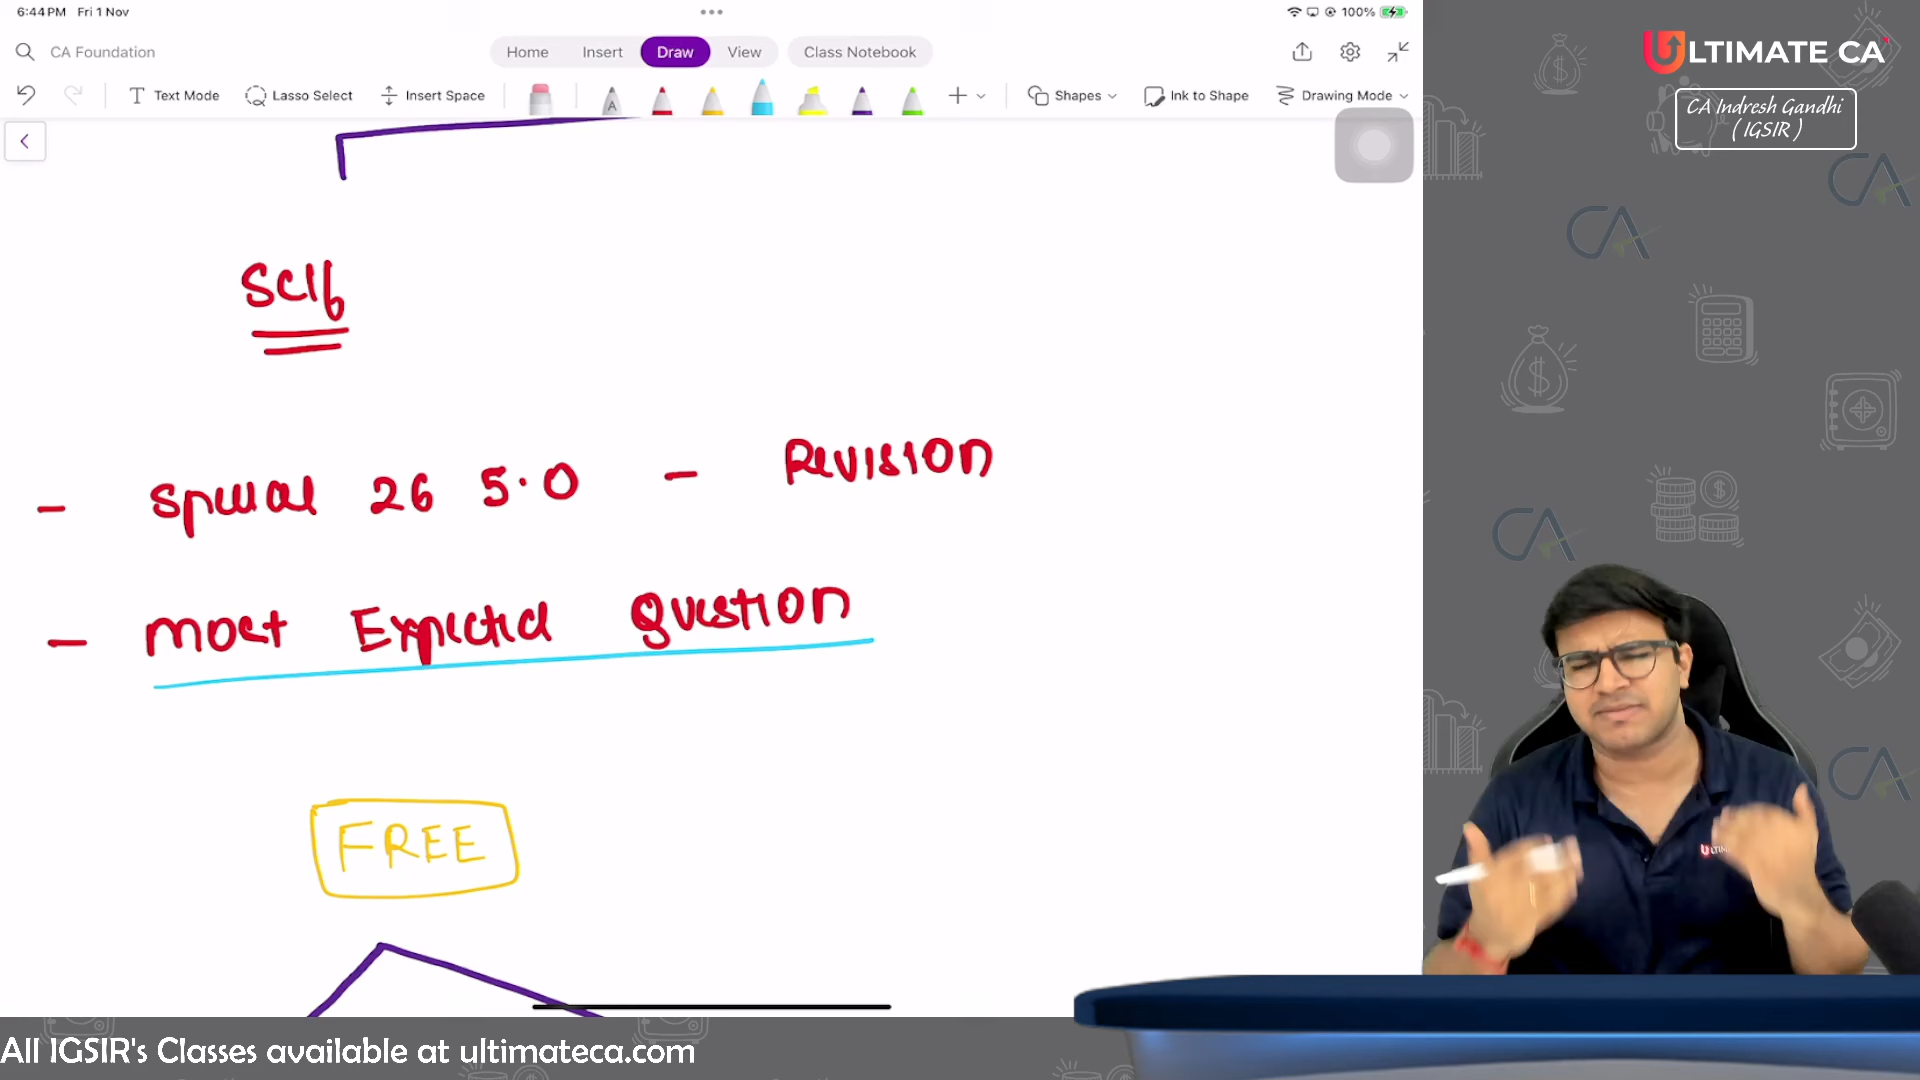 6:44 PM Fri 1 Nov
100%
CA Foundation
Home Insert Draw View Class Notebook
Text Mode Lasso Select Insert Space A Shapes Ink to Shape Drawing Mode
ULTIMATE CA
CA Indresh Gandhi
( IGSIR )
Self
- Special 26 5.0 - Revision
- Most Expected Question
FREE
All IGSIR's Classes available at ultimateca.com